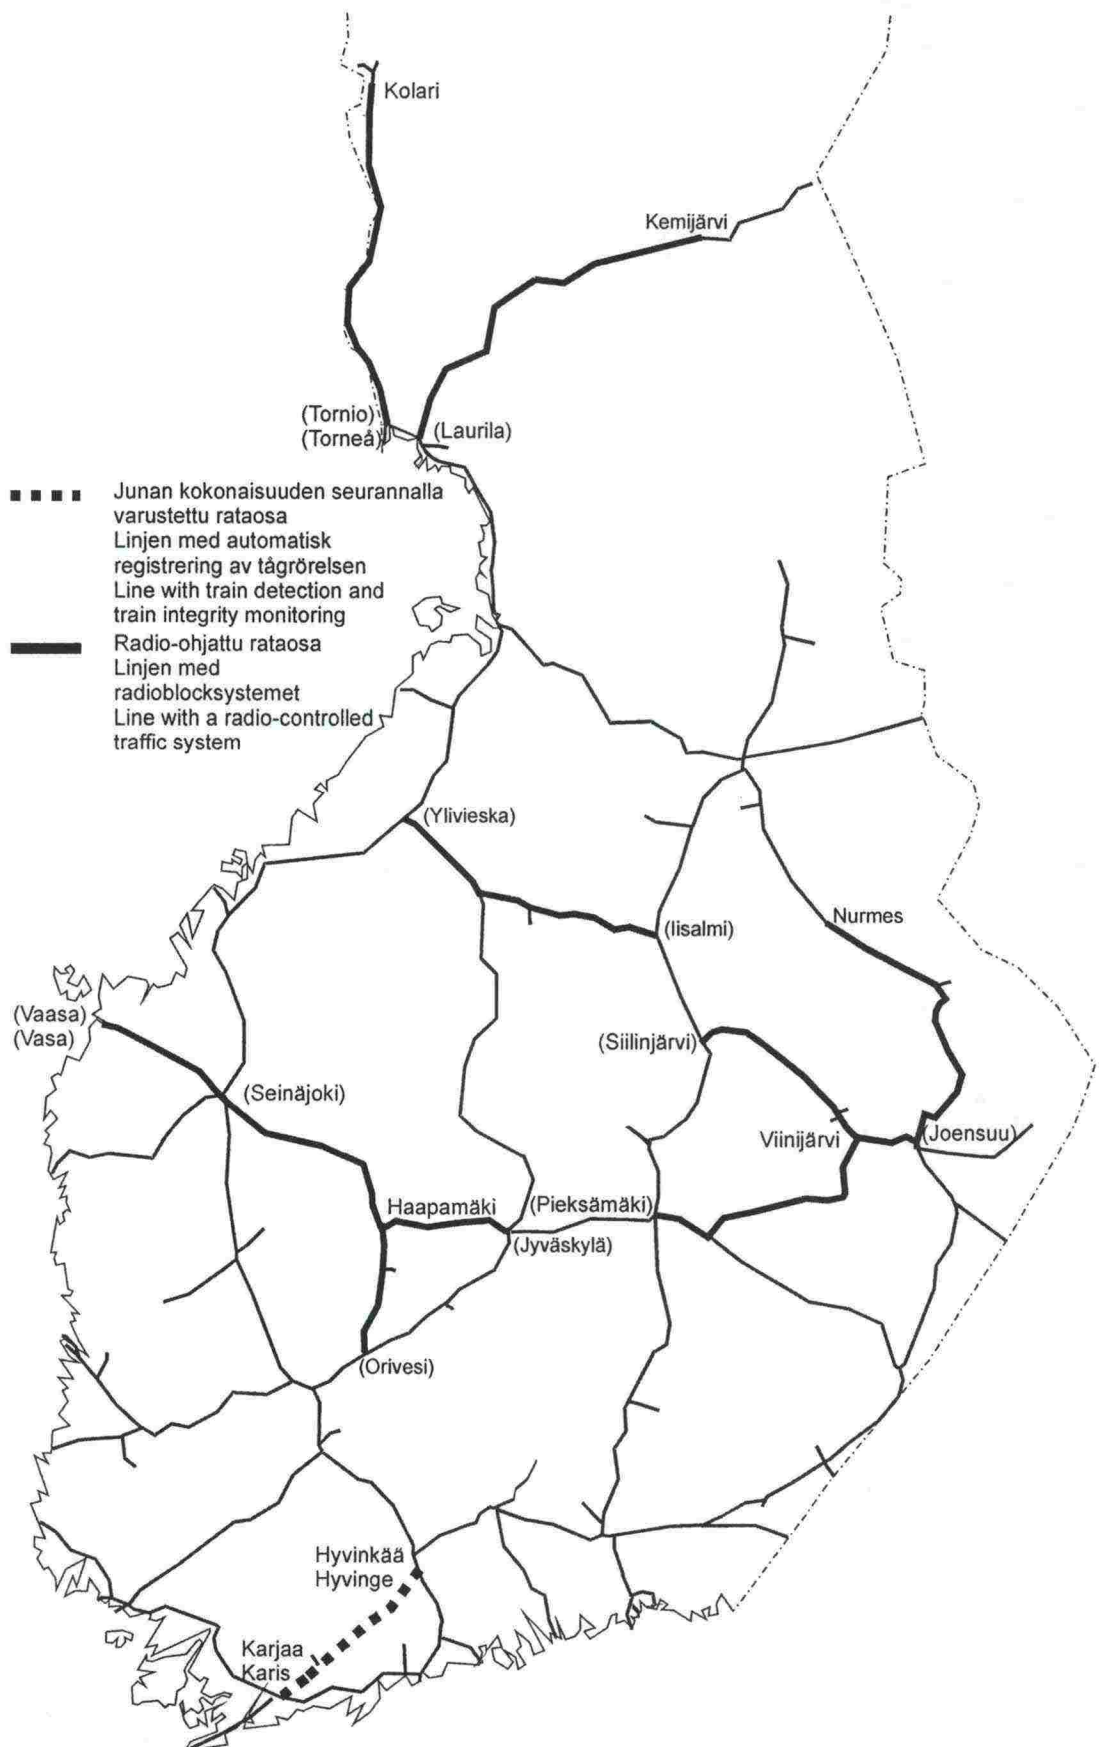 Kolari
Kemijärvi
(Tornio)
(Torneå)
(Laurila)
Junan kokonaisuuden seurannalla
varustettu rataosa
Linjen med automatisk
registrering av tågrörelsen
Line with train detection and
train integrity monitoring
Radio-ohjattu rataosa
Linjen med
radioblocksystemet
Line with a radio-controlled
traffic system
(Ylivieska)
(Iisalmi)
Nurmes
(Vaasa)
(Vasa)
(Siilinjärvi)
(Seinäjoki)
Viinijärvi
(Joensuu)
Haapamäki
(Pieksämäki)
(Jyväskylä)
(Orivesi)
Hyvinkää
Hyvinge
Karjaa
Karis